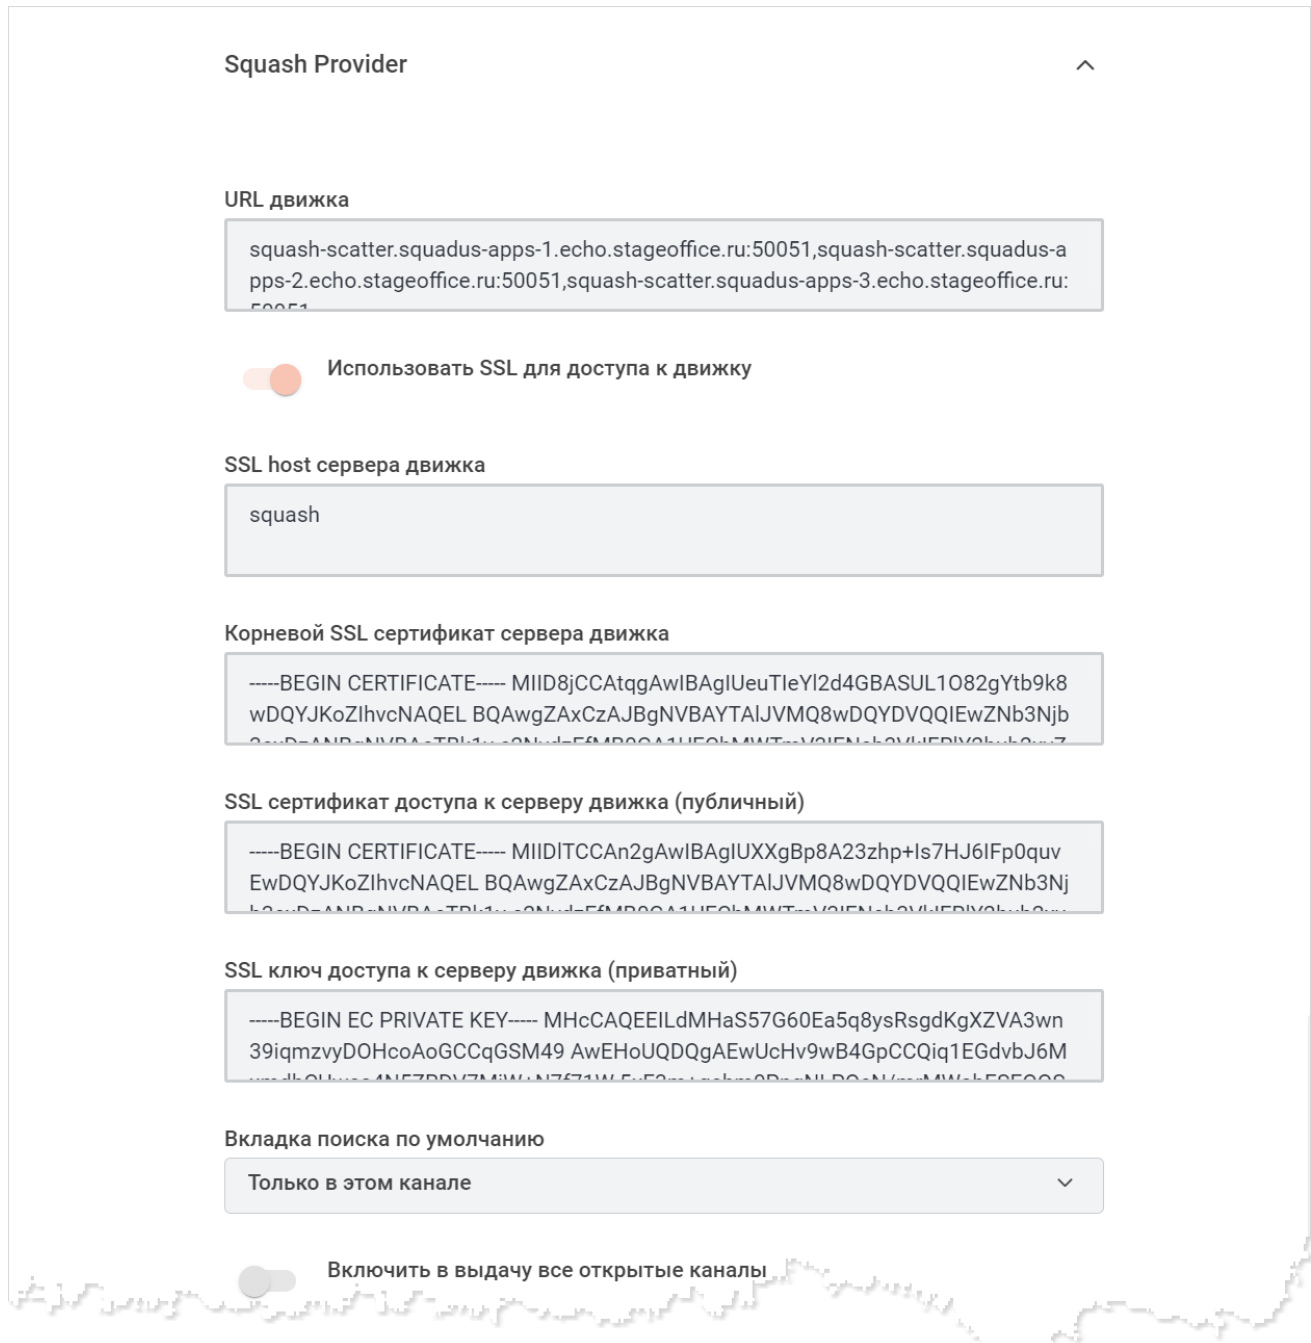 Squash Provider
URL движка
squash-scatter.squadus-apps-1.echo.stageoffice.ru:50051,squash-scatter.squadus-a
pps-2.echo.stageoffice.ru:50051,squash-scatter.squadus-apps-3.echo.stageoffice.ru:
50051
Использовать SSL для доступа к движку
SSL host сервера движка
squash
Корневой SSL сертификат сервера движка
-----BEGIN CERTIFICATE----- MIID8jCCAtqgAwIBAgIUeuTIeYl2d4GBASUL1O82gYtb9k8
wDQYJKoZIhvcNAQEL BQAwgZAxCzAJBgNVBAYTAlJVMQ8wDQYDVQQIEwZNb3Njb
SSL сертификат доступа к серверу движка (публичный)
-----BEGIN CERTIFICATE----- MIIDlTCCAn2gAwIBAgIUXXgBp8A23zhp+Is7HJ6IFp0quv
EwDQYJKoZIhvcNAQEL BQAwgZAxCzAJBgNVBAYTAlJVMQ8wDQYDVQQIEwZNb3Nj
SSL ключ доступа к серверу движка (приватный)
-----BEGIN EC PRIVATE KEY----- MHcCAQEEILdMHaS57G60Ea5q8ysRsgdKgXZVA3wn
39iqmzvyDOHcoAoGCCqGSM49 AwEHoUQDQgAEwUcHv9wB4GpCCQiq1EGdvbJ6M
Вкладка поиска по умолчанию
Только в этом канале
Включить в выдачу все открытые каналы